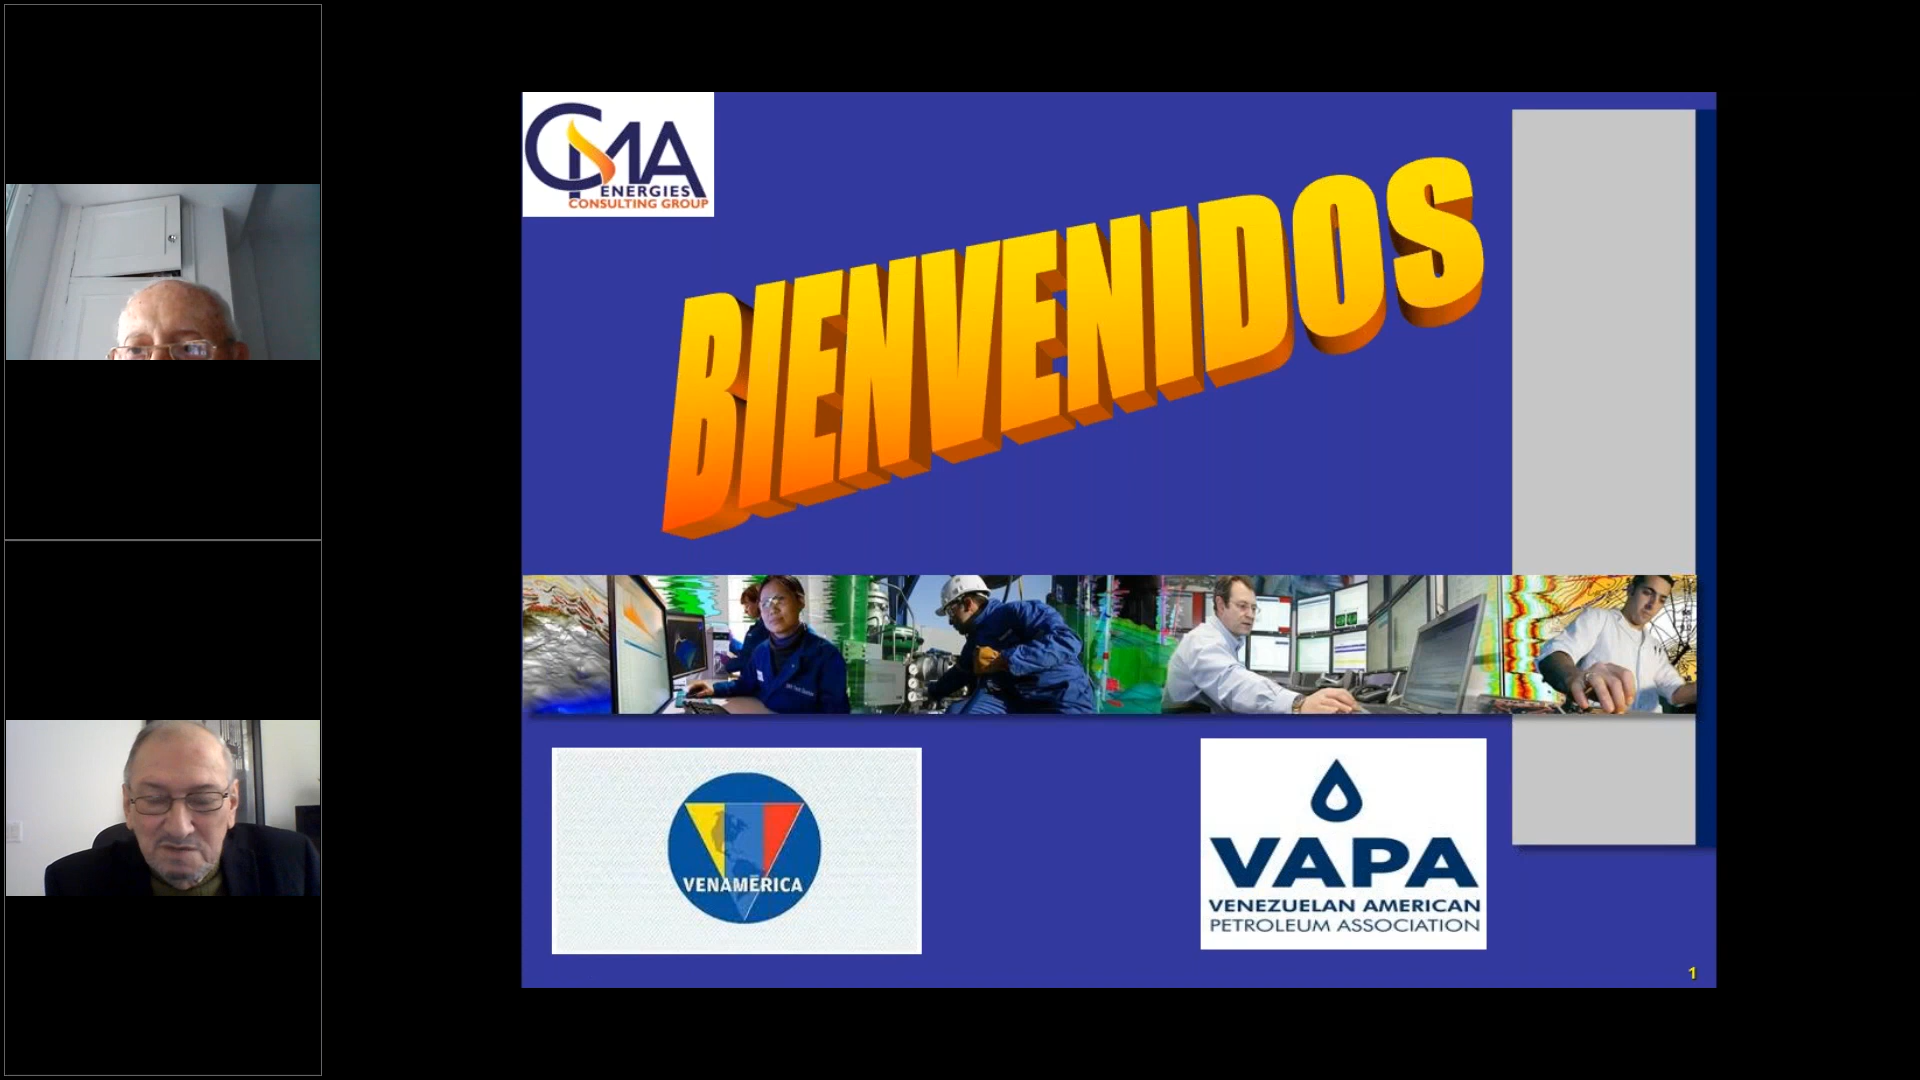 CMA
ENERGIES
CONSULTING GROUP
BIENVENIDOS
VENAMÉRICA
VAPA
VENEZUELAN AMERICAN
PETROLEUM ASSOCIATION
1